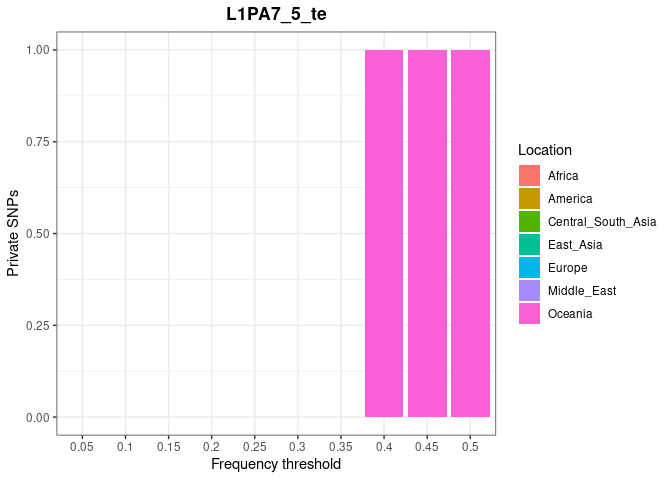 L1PA7_5_te
Private SNPs
1.00
0.75
0.50
0.25
0.00
0.05 0.1 0.15 0.2 0.25 0.3 0.35 0.4 0.45 0.5
Frequency threshold
Location
Africa
America
Central_South_Asia
East_Asia
Europe
Middle_East
Oceania